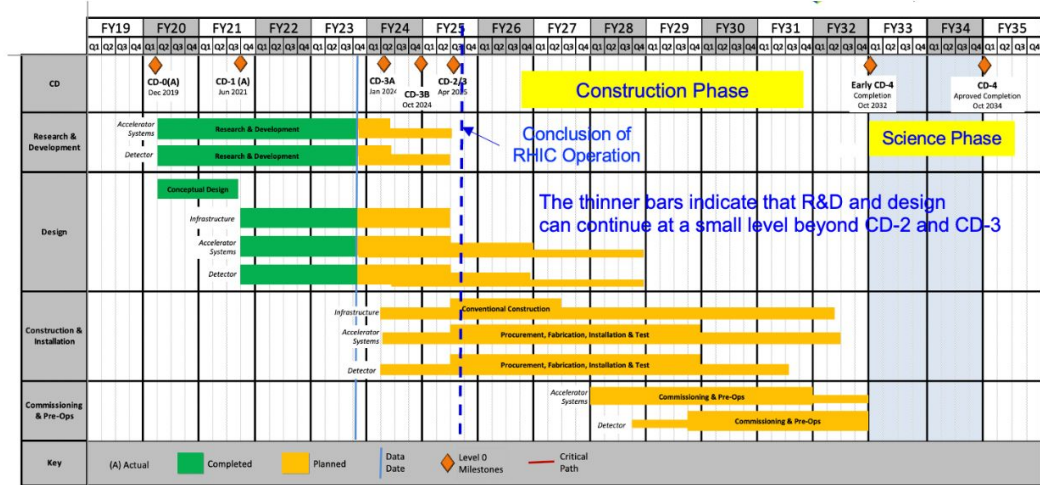 FY19 FY20 FY21 FY22 FY23 FY24 FY25 FY26 FY27 FY28 FY29 FY30 FY31 FY32 FY33 FY34 FY35
Q1 Q2 Q3 Q4 Q1 Q2 Q3 Q4 Q1 Q2 Q3 Q4 Q1 Q2 Q3 Q4 Q1 Q2 Q3 Q4 Q1 Q2 Q3 Q4 Q1 Q2 Q3 Q4 Q1 Q2 Q3 Q4 Q1 Q2 Q3 Q4 Q1 Q2 Q3 Q4 Q1 Q2 Q3 Q4 Q1 Q2 Q3 Q4 Q1 Q2 Q3 Q4 Q1 Q2 Q3 Q4 Q1 Q2 Q3 Q4 Q1 Q2 Q3 Q4 Q1 Q2 Q3 Q4
CD
CD-0(A)
Dec 2019
CD-1 (A)
Jun 2021
CD-3A
Jan 2024
CD-3B
Oct 2024
CD-2/3
Apr 2025
Construction Phase
Early CD-4
Completion
Oct 2032
CD-4
Aproved Completion
Oct 2034
Research &
Development
Accelerator
Systems
Research & Development
Detector
Research & Development
Conclusion of
RHIC Operation
Science Phase
Design
Conceptual Design
Infrastructure
Accelerator
Systems
Detector
The thinner bars indicate that R&D and design
can continue at a small level beyond CD-2 and CD-3
Construction &
Installation
Infrastructure
Conventional Construction
Accelerator
Systems
Procurement, Fabrication, Installation & Test
Detector
Procurement, Fabrication, Installation & Test
Commissioning
& Pre-Ops
Accelerator
Systems
Commissioning & Pre-Ops
Detector
Commissioning & Pre-Ops
Key
(A) Actual
Completed
Planned
Data
Date
Level 0
Milestones
Critical
Path